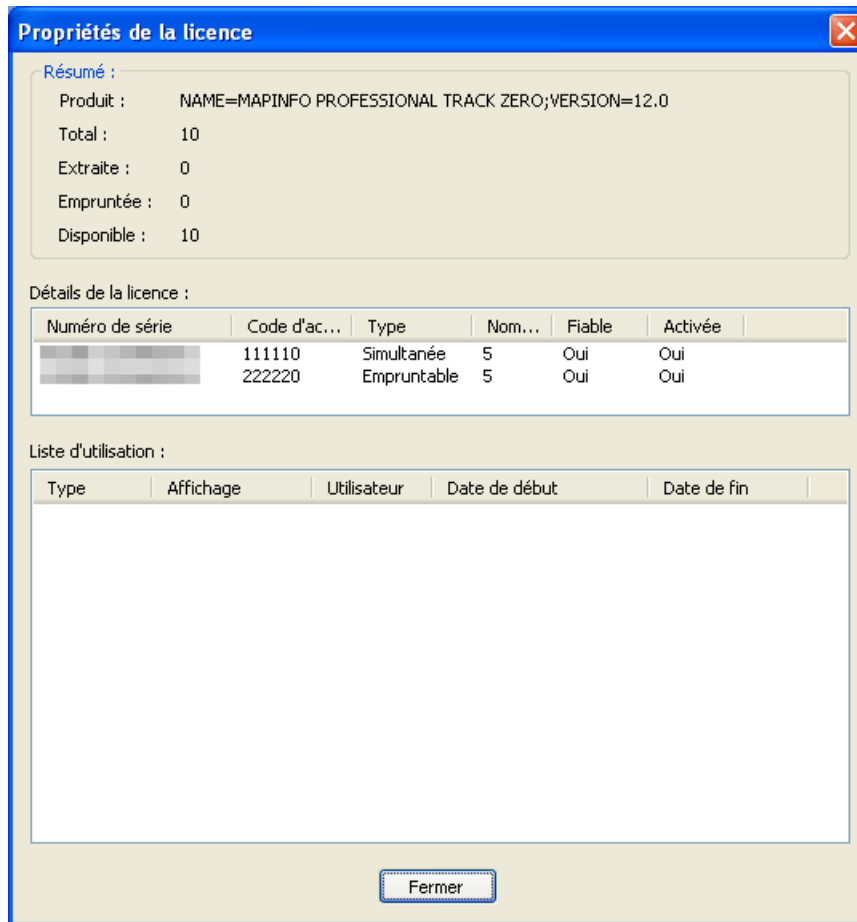 Propriétés de la licence
Résumé :
Produit : NAME=MAPINFO PROFESSIONAL TRACK ZERO;VERSION=12.0
Total : 10
Extraite : 0
Empruntée : 0
Disponible : 10
Détails de la licence :
Numéro de série Code d'ac... Type Nom... Fiable Activée
111110 Simultanée 5 Oui Oui
222220 Empruntable 5 Oui Oui
Liste d'utilisation :
Type Affichage Utilisateur Date de début Date de fin
Fermer